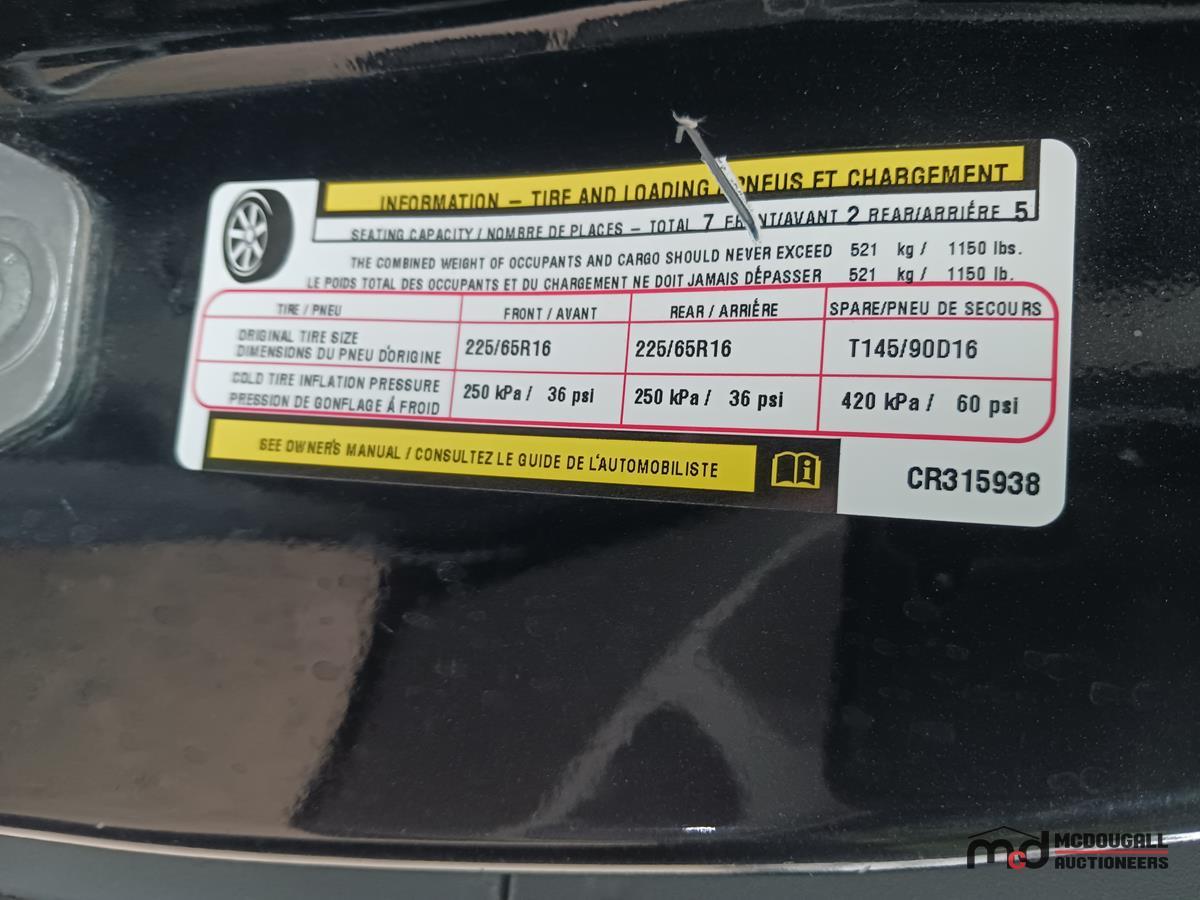 INFORMATION – TIRE AND LOADING / PNEUS ET CHARGEMENT
SEATING CAPACITY / NOMBRE DE PLACES – TOTAL 7 FRONT/AVANT 2 REAR/ARRIÉRE 5
THE COMBINED WEIGHT OF OCCUPANTS AND CARGO SHOULD NEVER EXCEED 521 kg / 1150 lbs.
LE POIDS TOTAL DES OCCUPANTS ET DU CHARGEMENT NE DOIT JAMAIS DÉPASSER 521 kg / 1150 lb.
TIRE / PNEU FRONT / AVANT REAR / ARRIÉRE SPARE/PNEU DE SECOURS
ORIGINAL TIRE SIZE
DIMENSIONS DU PNEU D'ORIGINE 225/65R16 225/65R16 T145/90D16
COLD TIRE INFLATION PRESSURE
PRESSION DE GONFLAGE Á FROID 250 kPa / 36 psi 250 kPa / 36 psi 420 kPa / 60 psi
SEE OWNER'S MANUAL / CONSULTEZ LE GUIDE DE L'AUTOMOBILISTE
CR315938
mcd MCDOUGALL
AUCTIONEERS